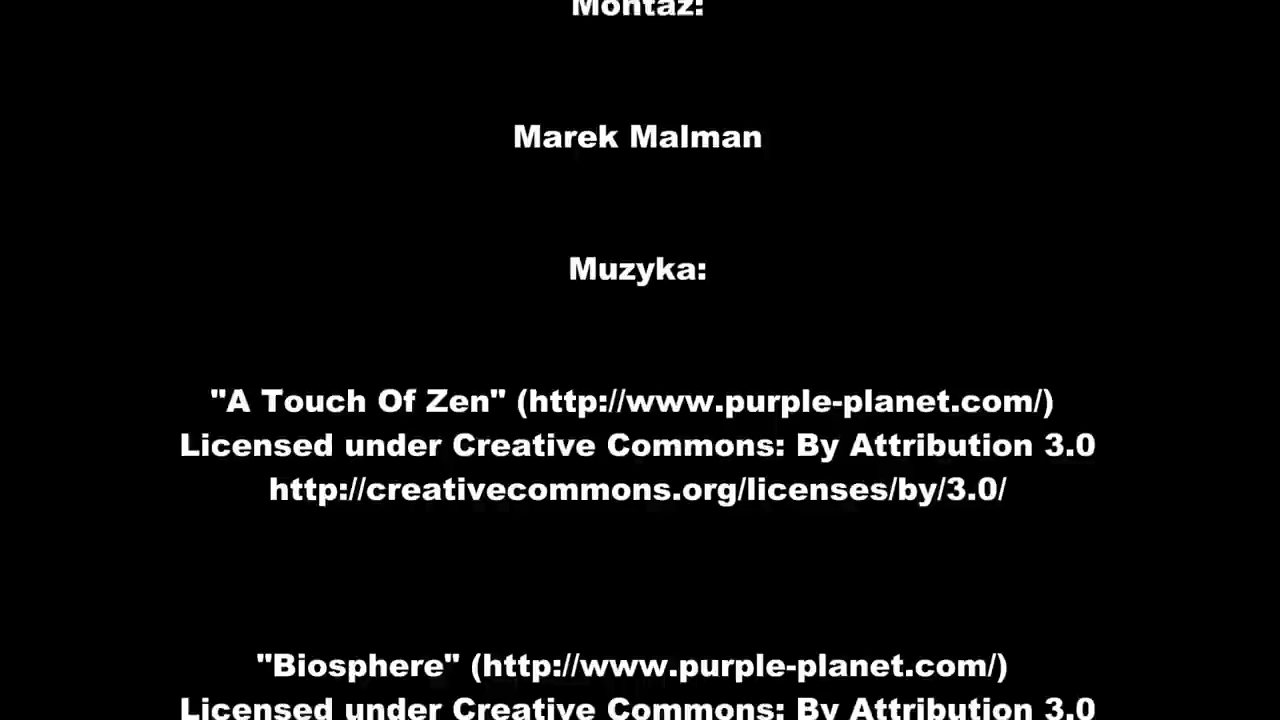 Montaż:
Marek Malman
Muzyka:
"A Touch Of Zen" (http://www.purple-planet.com/)
Licensed under Creative Commons: By Attribution 3.0
http://creativecommons.org/licenses/by/3.0/
"Biosphere" (http://www.purple-planet.com/)
Licensed under Creative Commons: By Attribution 3.0